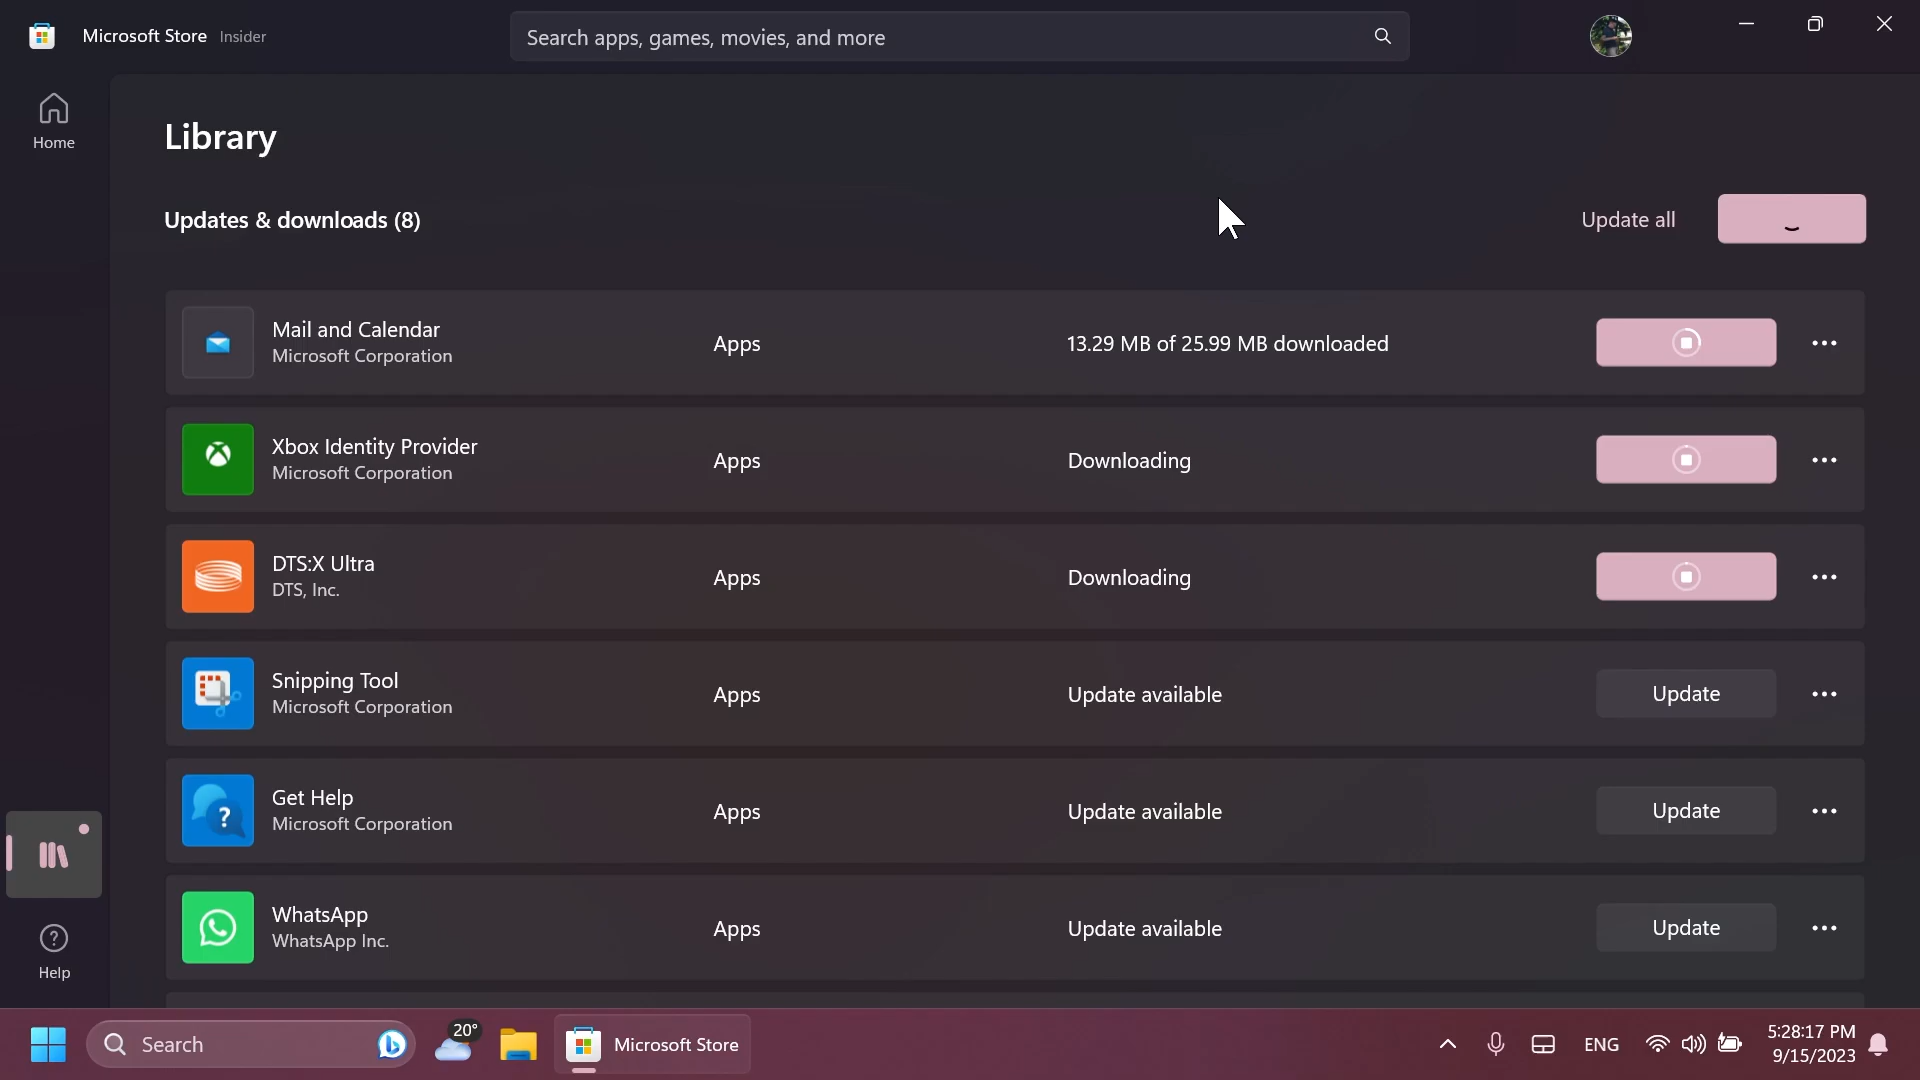 Microsoft Store Insider
Search apps, games, movies, and more
Home
Library
Updates & downloads (8)
Update all
Mail and Calendar
Microsoft Corporation
Apps
13.29 MB of 25.99 MB downloaded
Xbox Identity Provider
Microsoft Corporation
Apps
Downloading
DTS:X Ultra
DTS, Inc.
Apps
Downloading
Snipping Tool
Microsoft Corporation
Apps
Update available
Update
Get Help
Microsoft Corporation
Apps
Update available
Update
WhatsApp
WhatsApp Inc.
Apps
Update available
Update
Help
Search
20°
Microsoft Store
ENG
5:28:17 PM
9/15/2023